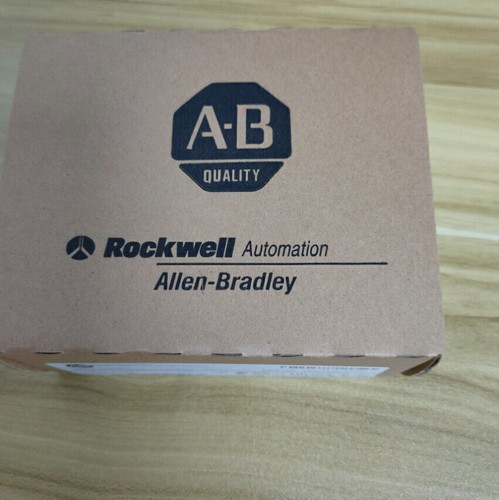 A-B
QUALITY
Rockwell Automation
Allen-Bradley